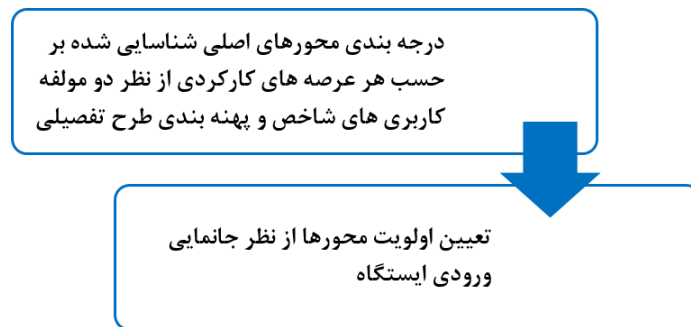 درجه بندی محورهای اصلی شناسایی شده بر
حسب هر عرصه های کارکردی از نظر دو مولفه
کاربری های شاخص و پهنه بندی طرح تفصیلی
تعیین اولویت محورها از نظر جانمایی
ورودی ایستگاه